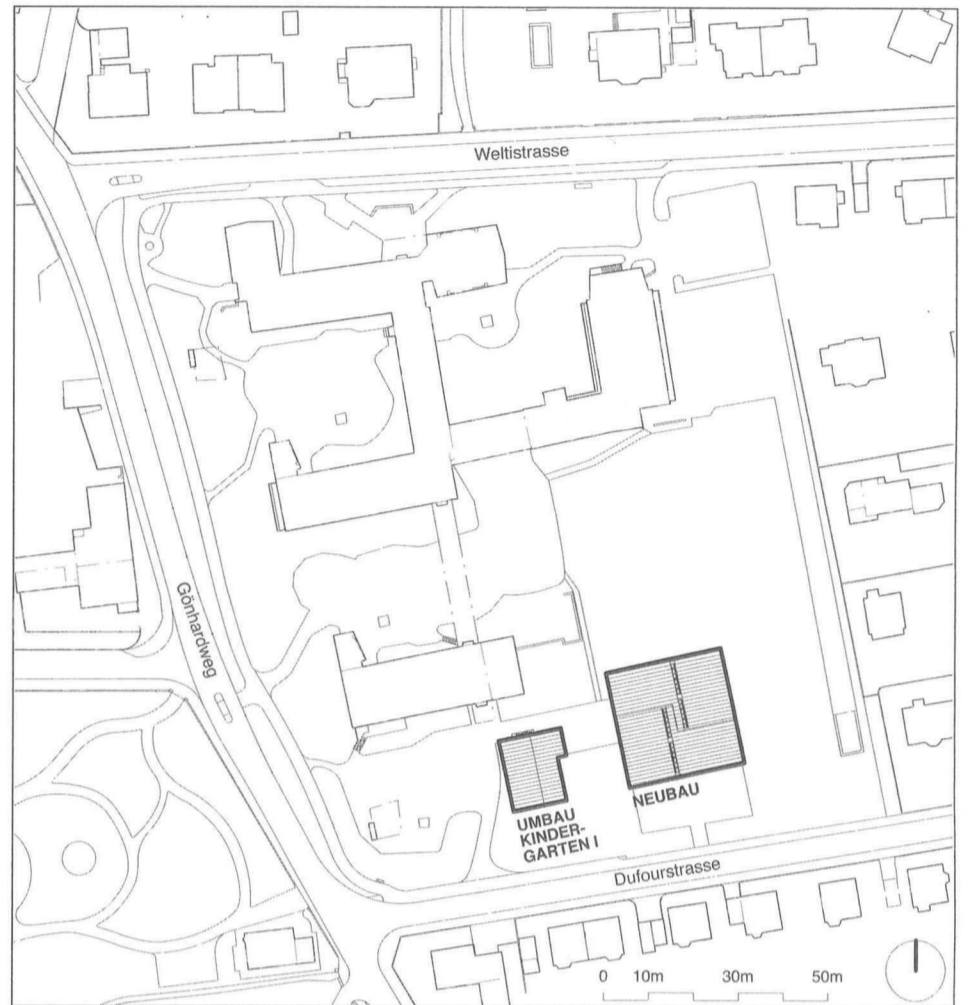 Weltistrasse
Gönhardweg
NEUBAU
UMBAU
KINDER-
GARTEN I
Dufourstrasse
0 10m 30m 50m